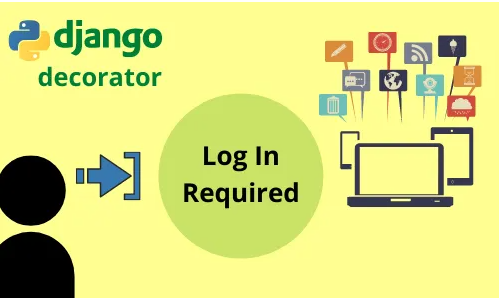 django
decorator
Log In
Required